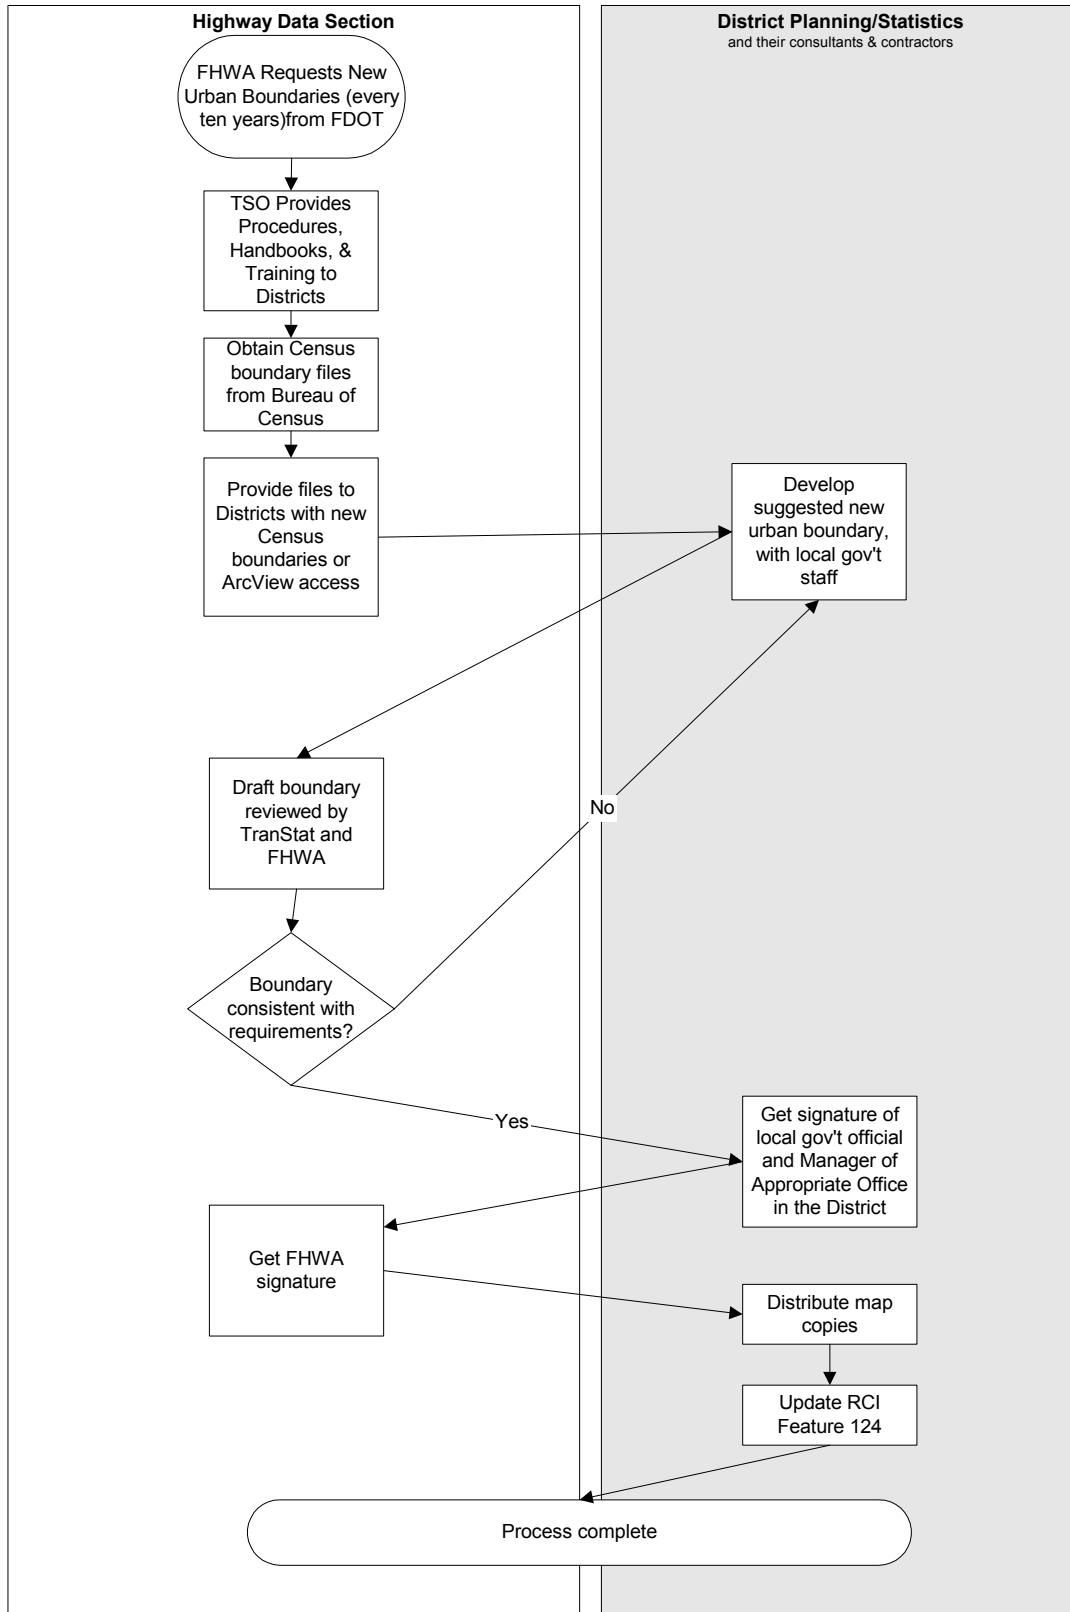 Highway Data Section
District Planning/Statistics
and their consultants & contractors
FHWA Requests New
Urban Boundaries (every
ten years)from FDOT
TSO Provides
Procedures,
Handbooks, &
Training to
Districts
Obtain Census
boundary files
from Bureau of
Census
Provide files to
Districts with new
Census
boundaries or
ArcView access
Develop
suggested new
urban boundary,
with local gov't
staff
Draft boundary
reviewed by
TranStat and
FHWA
No
Boundary
consistent with
requirements?
Yes
Get signature of
local gov't official
and Manager of
Appropriate Office
in the District
Get FHWA
signature
Distribute map
copies
Update RCI
Feature 124
Process complete